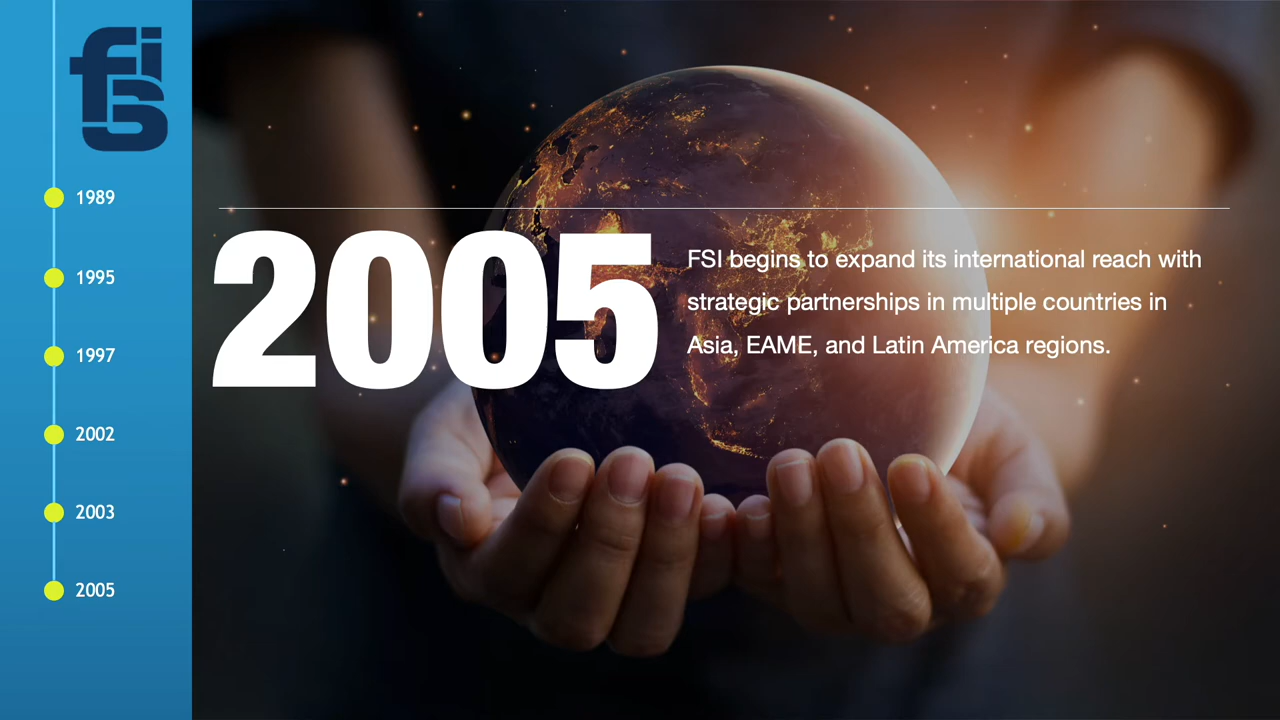 fsi
1989
1995
1997
2002
2003
2005
2005
FSI begins to expand its international reach with
strategic partnerships in multiple countries in
Asia, EAME, and Latin America regions.